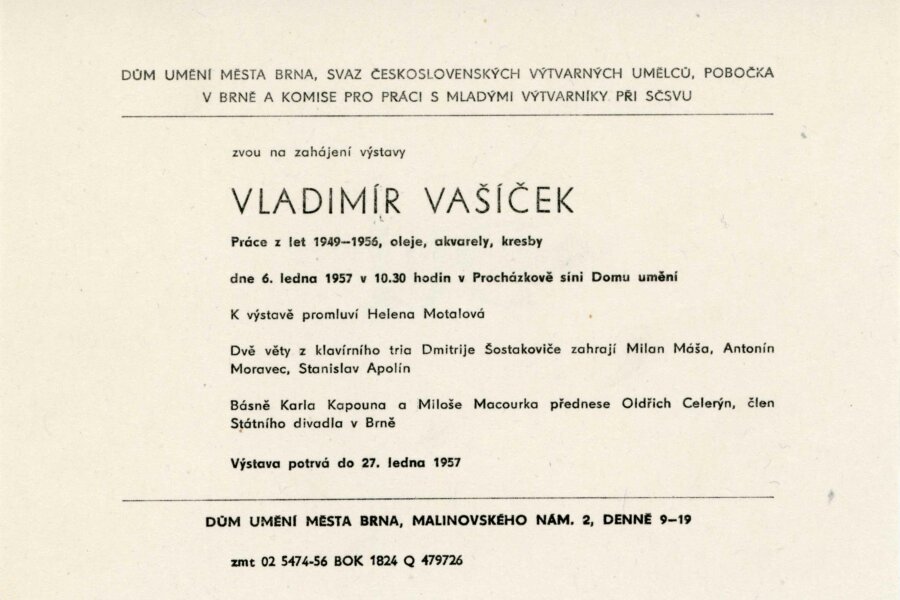 DŮM UMĚNÍ MĚSTA BRNA, SVAZ ČESKOSLOVENSKÝCH VÝTVARNÝCH UMĚLCŮ, POBOČKA
V BRNĚ A KOMISE PRO PRÁCI S MLADÝMI VÝTVARNÍKY PŘI SČSVU
zvou na zahájení výstavy
VLADIMÍR VAŠÍČEK
Práce z let 1949–1956, oleje, akvarely, kresby
dne 6. ledna 1957 v 10.30 hodin v Procházkově síni Domu umění
K výstavě promluví Helena Motalová
Dvě věty z klavírního tria Dmitrije Šostakoviče zahrají Milan Máša, Antonín
Moravec, Stanislav Apolín
Básně Karla Kapouna a Miloše Macourka přednese Oldřich Celerýn, člen
Státního divadla v Brně
Výstava potrvá do 27. ledna 1957
DŮM UMĚNÍ MĚSTA BRNA, MALINOVSKÉHO NÁM. 2, DENNĚ 9–19
zmt 02 5474-56 BOK 1824 Q 479726